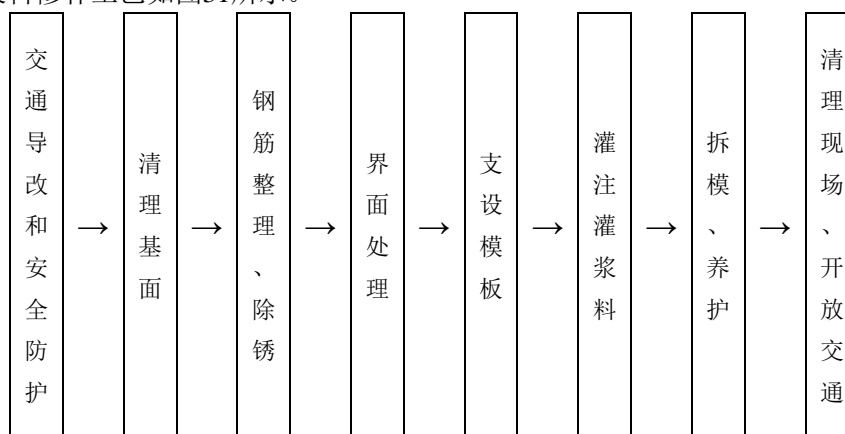 交通导改和安全防护
→
清理基面
→
钢筋整理、除锈
→
界面处理
→
支设模板
→
灌注灌浆料
→
拆模、养护
→
清理现场、开放交通